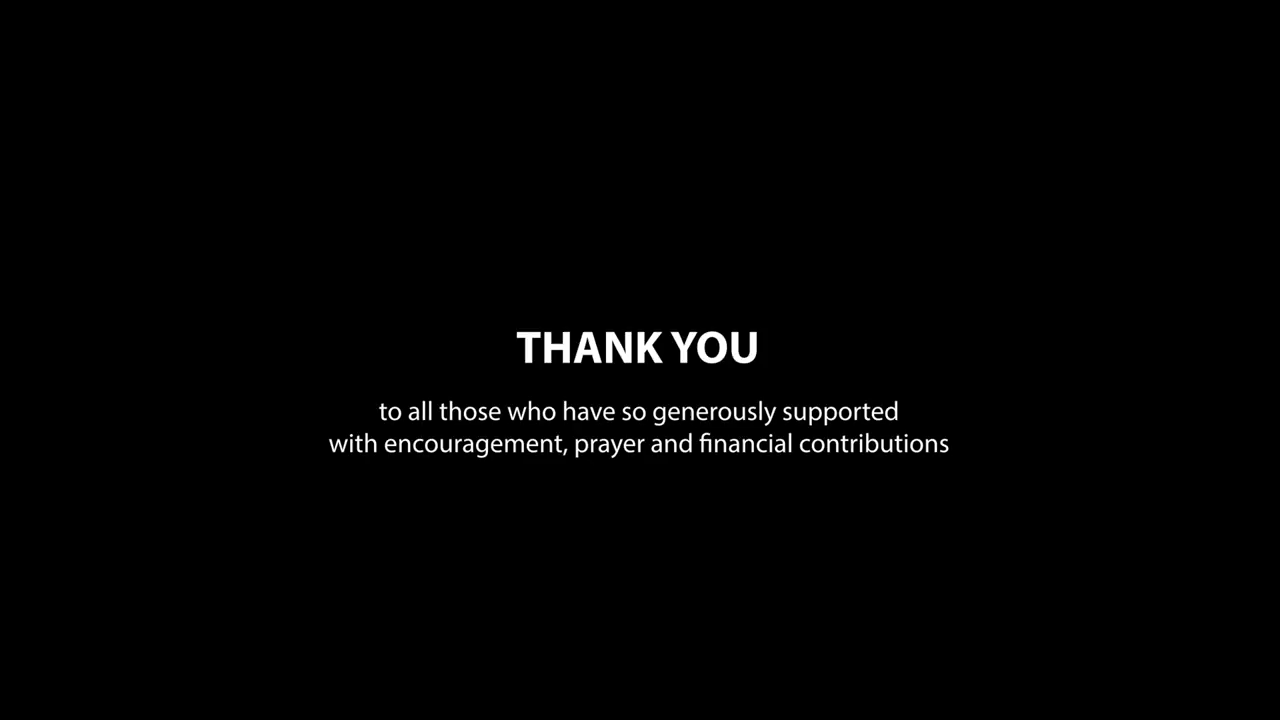 THANK YOU
to all those who have so generously supported
with encouragement, prayer and financial contributions